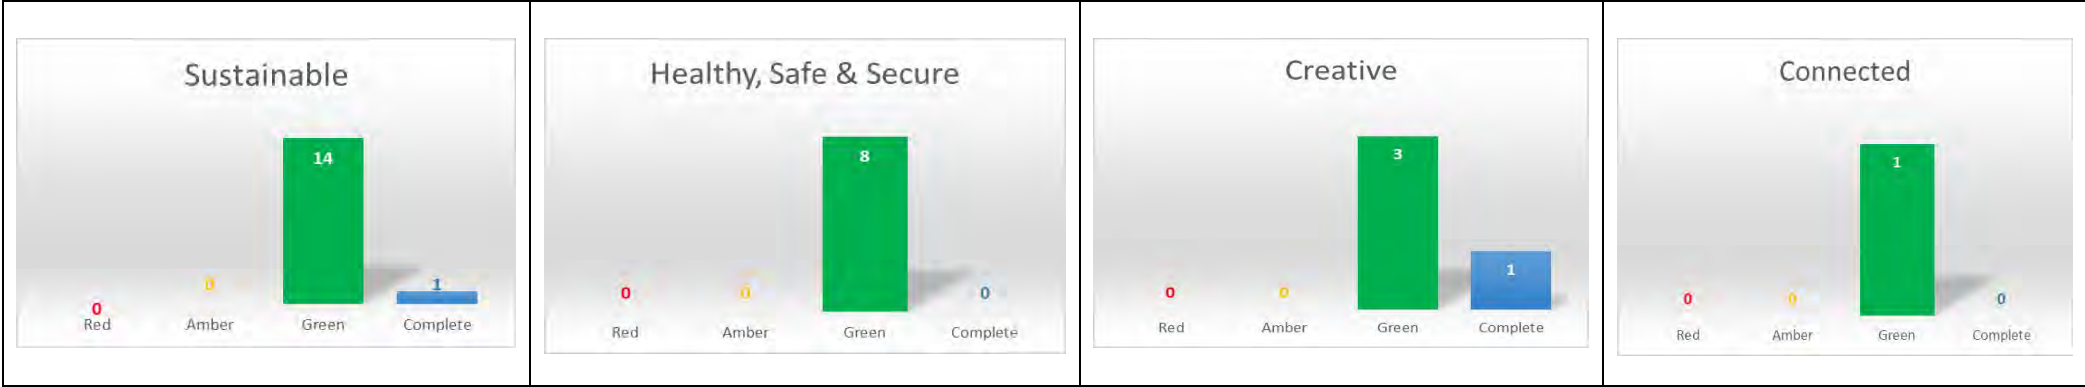 Sustainable
14
0
1
0
Red Amber Green Complete
Healthy, Safe & Secure
8
0 0 0
Red Amber Green Complete
Creative
3
1
0 0
Red Amber Green Complete
Connected
1
0 0 0
Red Amber Green Complete